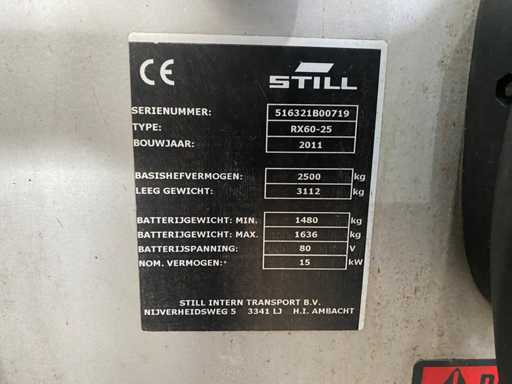 CE STILL
SERIENUMMER: 516321B00719
TYPE: RX60-25
BOUWJAAR: 2011
BASISHEFVERMOGEN: 2500 kg
LEEG GEWICHT: 3112 kg
BATTERIJGEWICHT: MIN. 1480 kg
BATTERIJGEWICHT: MAX. 1636 kg
BATTERIJSPANNING: 80 V
NOM. VERMOGEN:* 15 kW
STILL INTERN TRANSPORT B.V.
NIJVERHEIDSWEG 5 3341 LJ H.I. AMBACHT